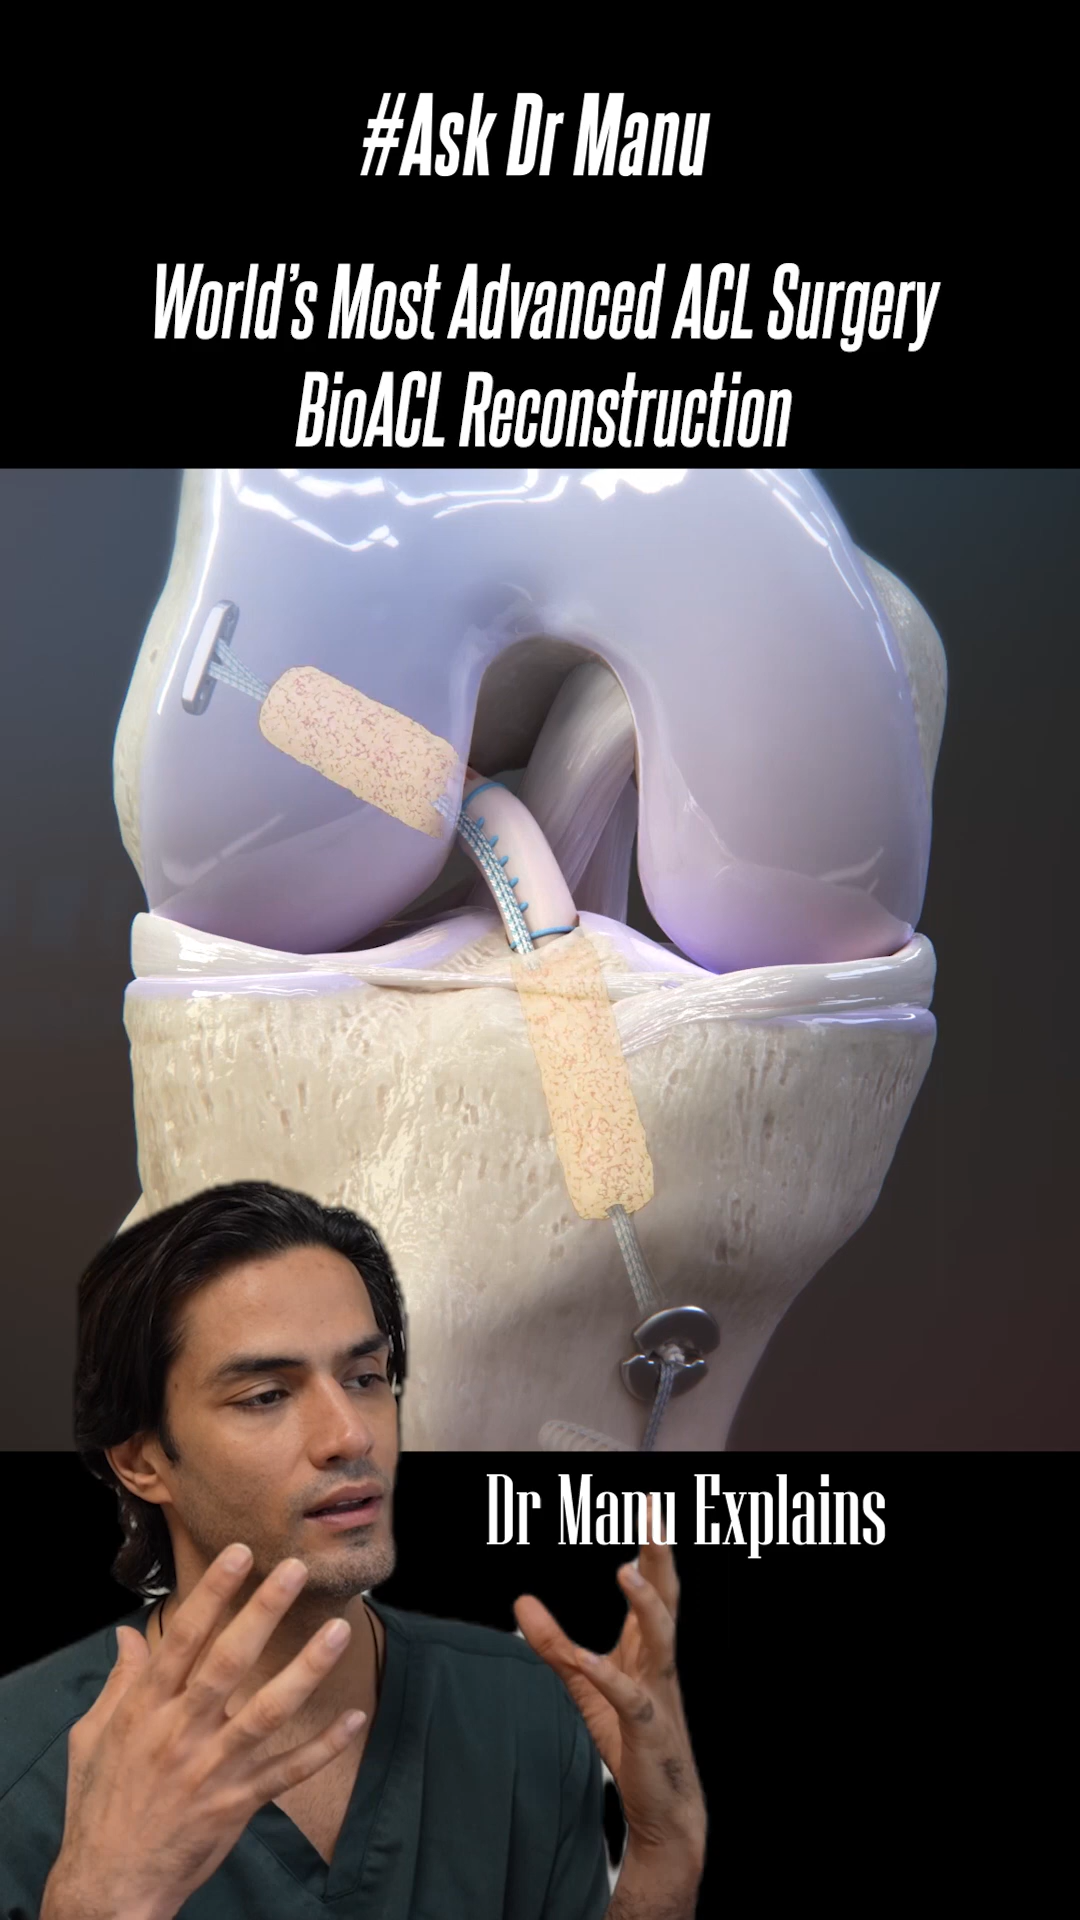 #Ask Dr Manu
World's Most Advanced ACL Surgery
BioACL Reconstruction
Dr Manu Explains